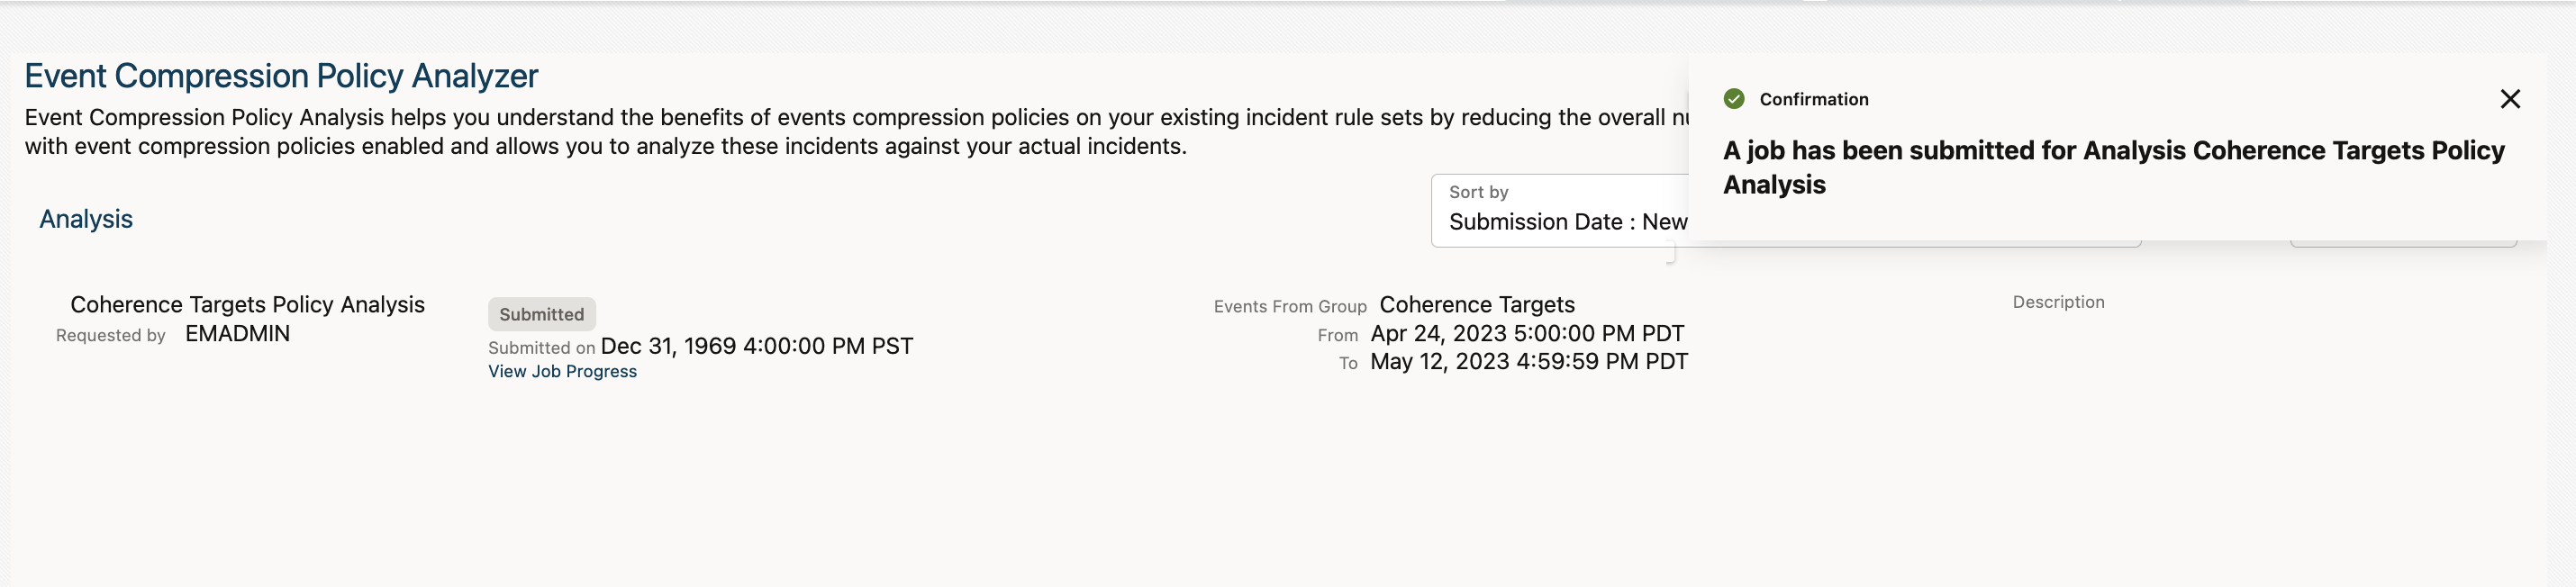 Event Compression Policy Analyzer
Event Compression Policy Analysis helps you understand the benefits of events compression policies on your existing incident rule sets by reducing the overall
with event compression policies enabled and allows you to analyze these incidents against your actual incidents.
Confirmation
A job has been submitted for Analysis Coherence Targets Policy
Analysis
Analysis
Sort by
Submission Date : New
Coherence Targets Policy Analysis
Requested by EMADMIN
Submitted
Submitted on Dec 31, 1969 4:00:00 PM PST
View Job Progress
Events From Group Coherence Targets
From Apr 24, 2023 5:00:00 PM PDT
To May 12, 2023 4:59:59 PM PDT
Description